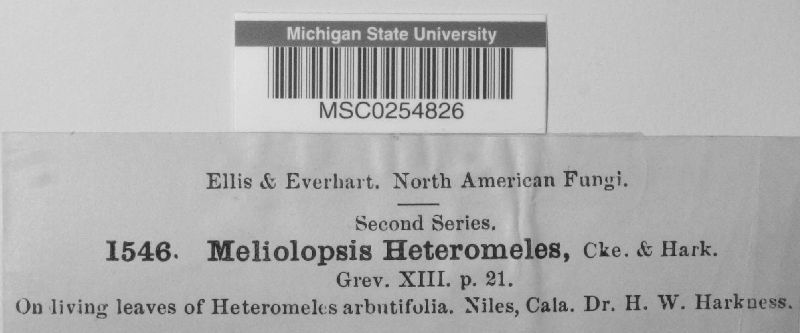 Michigan State University
MSC0254826
Ellis & Everhart. North American Fungi.
Second Series.
1546. Meliolopsis Heteromeles, Cke. & Hark.
Grev. XIII. p. 21.
On living leaves of Heteromeles arbutifolia. Niles, Cala. Dr. H. W. Harkness.